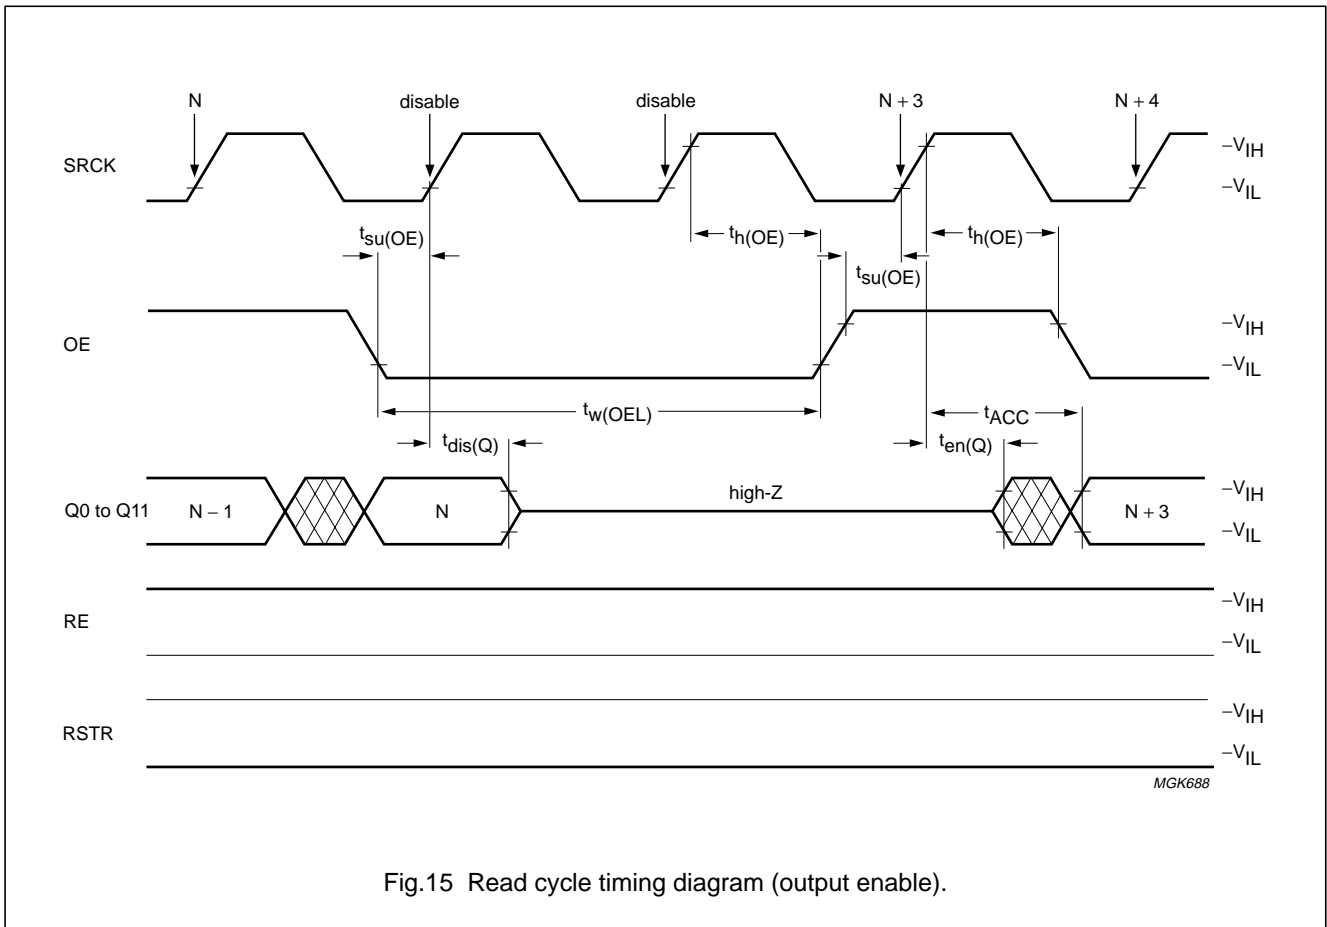 N disable disable N + 3 N + 4
SRCK –VIH
–VIL
tsu(OE) th(OE) th(OE)
tsu(OE)
OE –VIH
–VIL
tw(OEL) tACC
tdis(Q) ten(Q)
Q0 to Q11 N – 1 N high-Z N + 3 –VIH
–VIL
RE –VIH
–VIL
RSTR –VIH
–VIL
MGK688
Fig.15 Read cycle timing diagram (output enable).